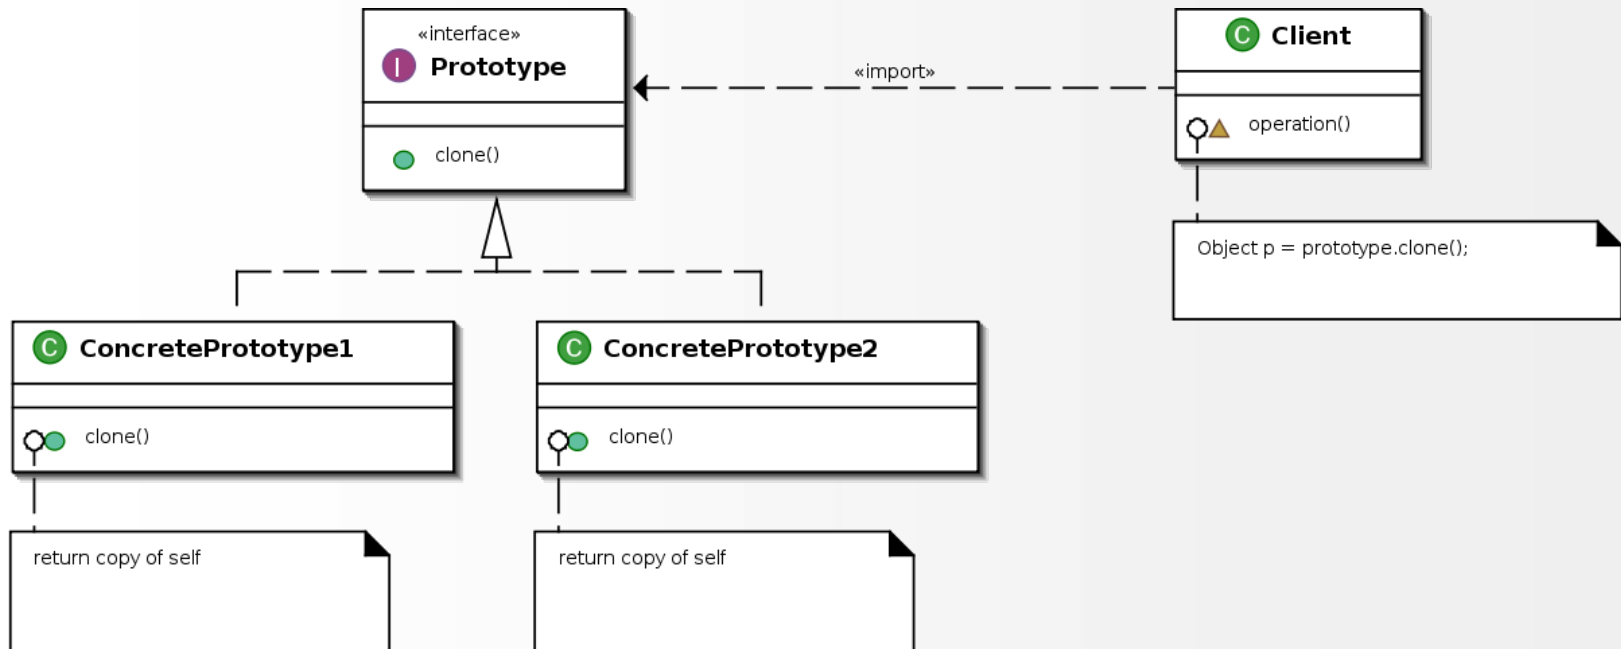 «interface»
I Prototype
clone()
«import»
C Client
operation()
Object p = prototype.clone();
C ConcretePrototype1
clone()
return copy of self
C ConcretePrototype2
clone()
return copy of self